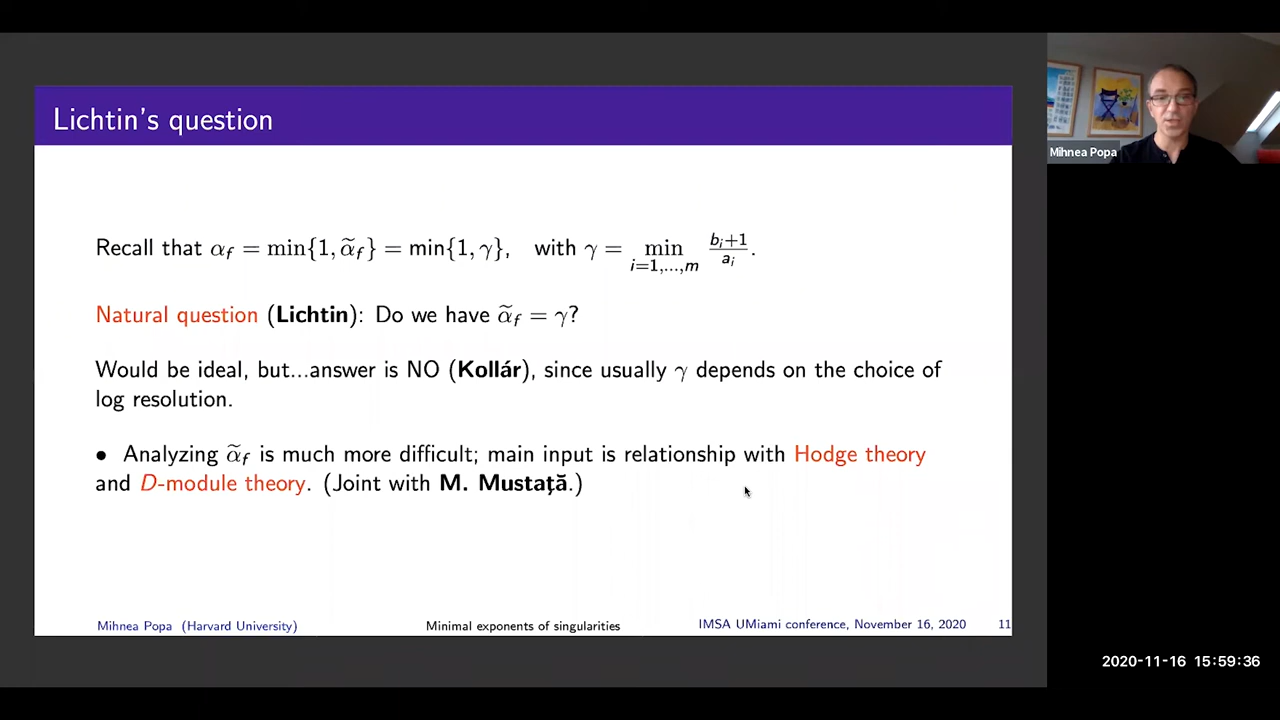 Lichtin's question
Recall that α_f = min{1, α̃_f} = min{1, γ}, with γ = min_{i=1,...,m} (b_i+1)/a_i.
Natural question (Lichtin): Do we have α̃_f = γ?
Would be ideal, but...answer is NO (Kollár), since usually γ depends on the choice of
log resolution.
• Analyzing α̃_f is much more difficult; main input is relationship with Hodge theory
and D-module theory. (Joint with M. Mustaţă.)
Mihnea Popa (Harvard University) Minimal exponents of singularities IMSA UMiami conference, November 16, 2020 11
Mihnea Popa
2020-11-16 15:59:36